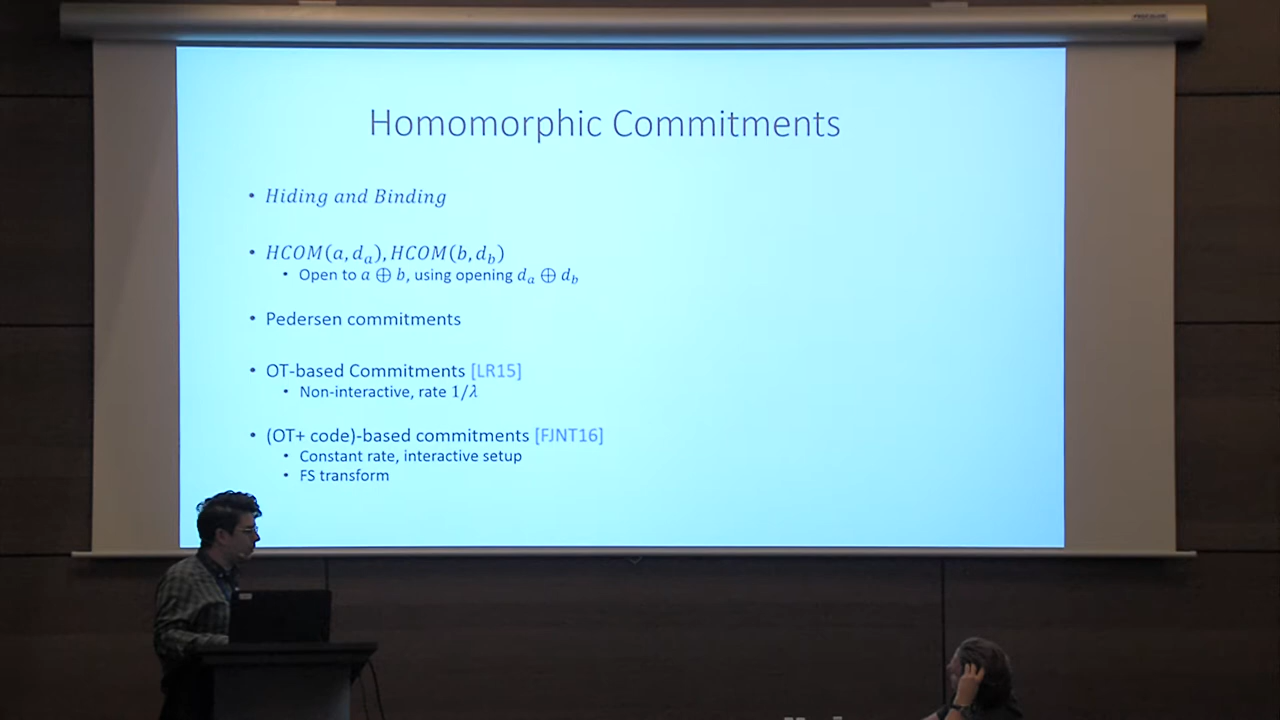 Homomorphic Commitments
• Hiding and Binding
• HCOM(a, d_a), HCOM(b, d_b)
• Open to a ⊕ b, using opening d_a ⊕ d_b
• Pedersen commitments
• OT-based Commitments [LR15]
• Non-interactive, rate 1/λ
• (OT+ code)-based commitments [FJNT16]
• Constant rate, interactive setup
• FS transform